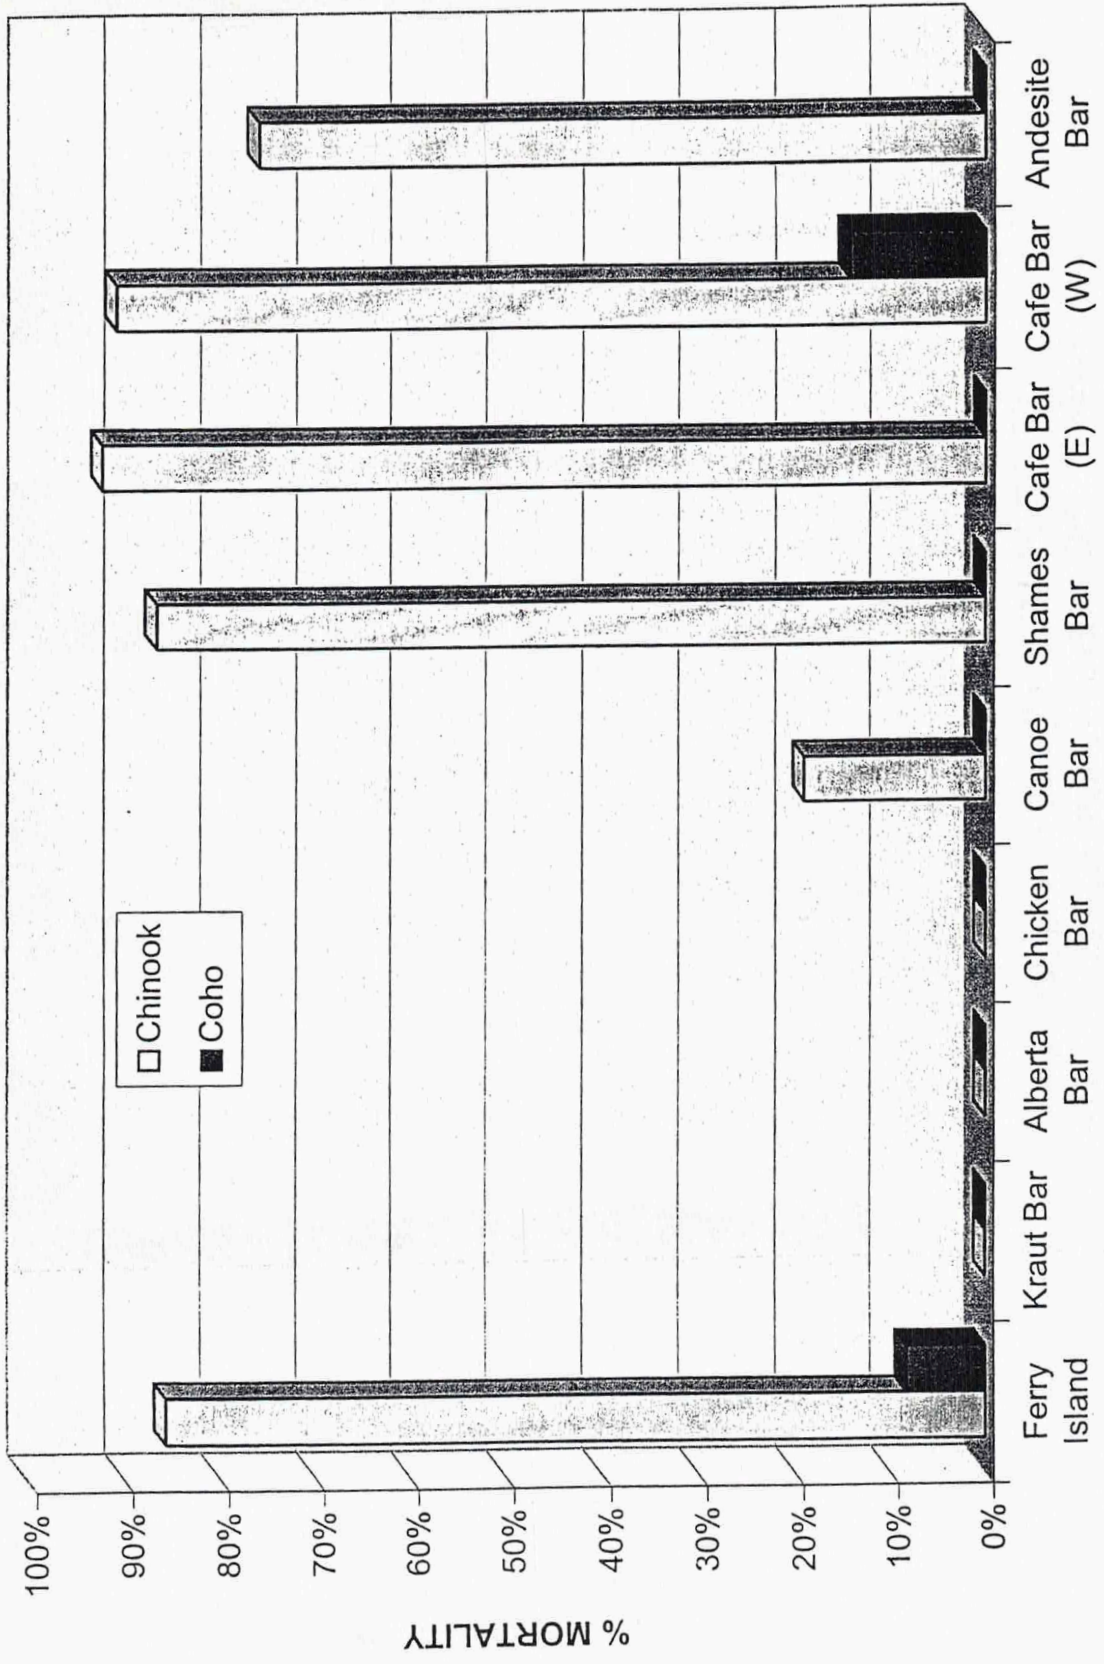 100%
90%
80%
70%
60%
50%
40%
30%
20%
10%
0%
% MORTALITY
Chinook
Coho
Ferry
Island
Kraut Bar
Alberta
Bar
Chicken
Bar
Canoe
Bar
Shames
Bar
Cafe Bar
(E)
Cafe Bar
(W)
Andesite
Bar